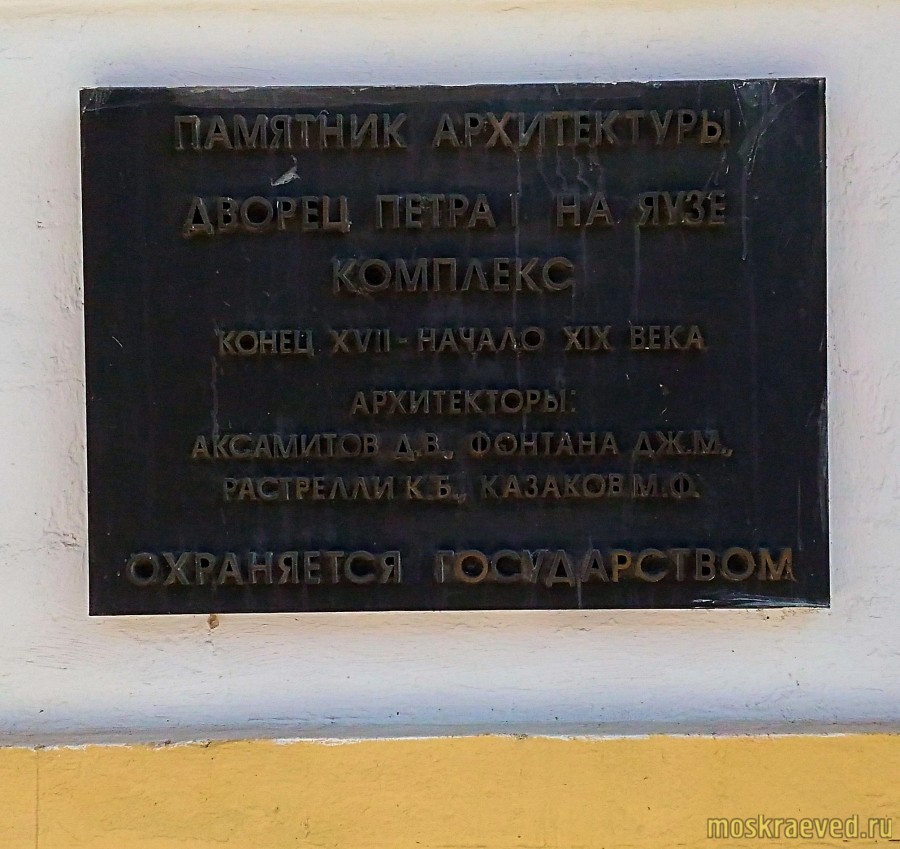 ПАМЯТНИК АРХИТЕКТУРЫ
ДВОРЕЦ ПЕТРА I НА ЯУЗЕ
КОМПЛЕКС
КОНЕЦ XVII - НАЧАЛО XIX ВЕКА
АРХИТЕКТОРЫ:
АКСАМИТОВ Д.В., ФОНТАНА ДЖ.М.,
РАСТРЕЛЛИ К.Б., КАЗАКОВ М.Ф.
ОХРАНЯЕТСЯ ГОСУДАРСТВОМ
moskraeved.ru